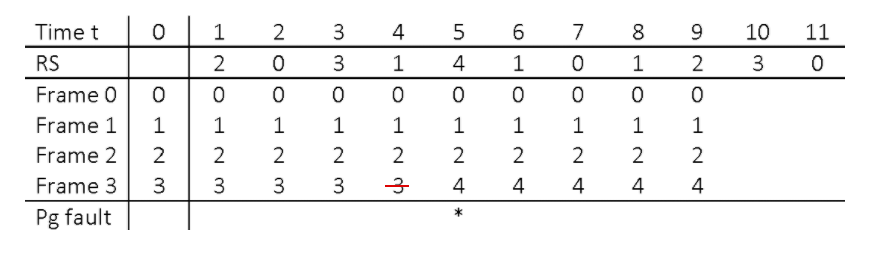 Time t 0 1 2 3 4 5 6 7 8 9 10 11
RS 2 0 3 1 4 1 0 1 2 3 0
Frame 0 0 0 0 0 0 0 0 0 0 0
Frame 1 1 1 1 1 1 1 1 1 1 1
Frame 2 2 2 2 2 2 2 2 2 2 2
Frame 3 3 3 3 3 3 4 4 4 4 4
Pg fault *